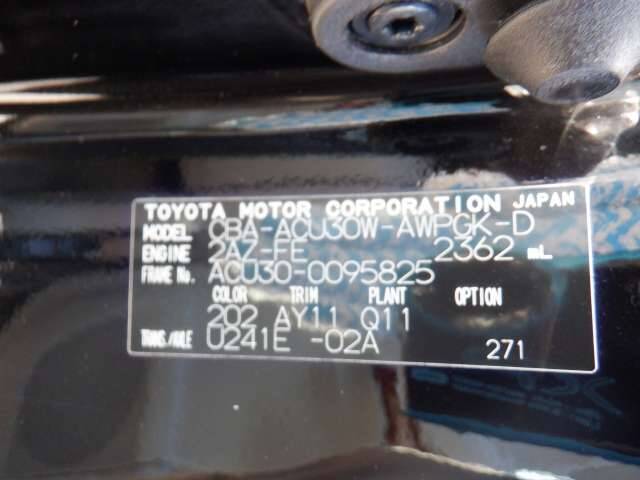 TOYOTA MOTOR CORPORATION JAPAN
MODEL CBA-ACU30W-AWPGK-D
ENGINE 2AZ-FE 2362 mL
FRAME No. ACU30-0095825
COLOR TRIM PLANT OPTION
202 AY11 Q11
TRANS./AXLE U241E -02A 271